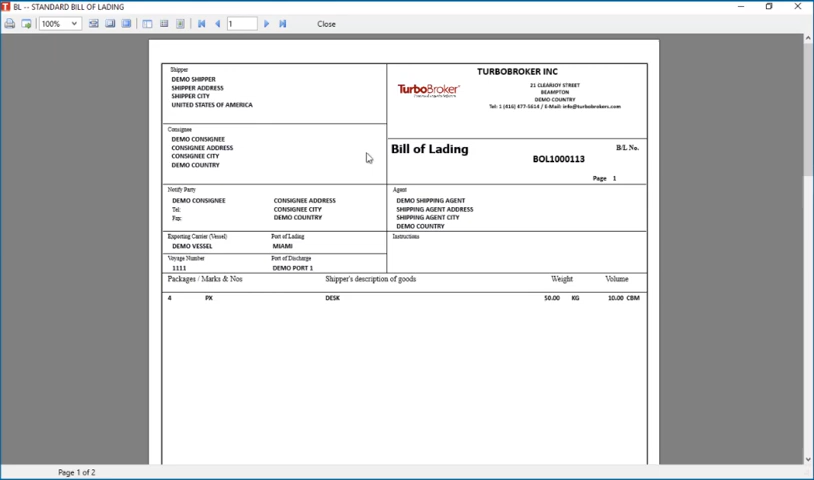 BL -- STANDARD BILL OF LADING
100%
1
Close
Shipper
DEMO SHIPPER
SHIPPER ADDRESS
SHIPPER CITY
UNITED STATES OF AMERICA
TURBOBROKER INC
TurboBroker
21 CLEARJOY STREET
BEAMPTON
DEMO COUNTRY
Tel: 1 (416) 477-5614 / E-Mail: info@turbobrokers.com
Consignee
DEMO CONSIGNEE
CONSIGNEE ADDRESS
CONSIGNEE CITY
DEMO COUNTRY
Bill of Lading
B/L No.
BOL1000113
Page 1
Notify Party
DEMO CONSIGNEE CONSIGNEE ADDRESS
Tel: CONSIGNEE CITY
Fax: DEMO COUNTRY
Agent
DEMO SHIPPING AGENT
SHIPPING AGENT ADDRESS
SHIPPING AGENT CITY
DEMO COUNTRY
Exporting Carrier (Vessel) Port of Lading
DEMO VESSEL MIAMI
Instructions
Voyage Number Port of Discharge
1111 DEMO PORT 1
Packages / Marks & Nos Shipper's description of goods Weight Volume
4 PX DESK 50.00 KG 10.00 CBM
Page 1 of 2